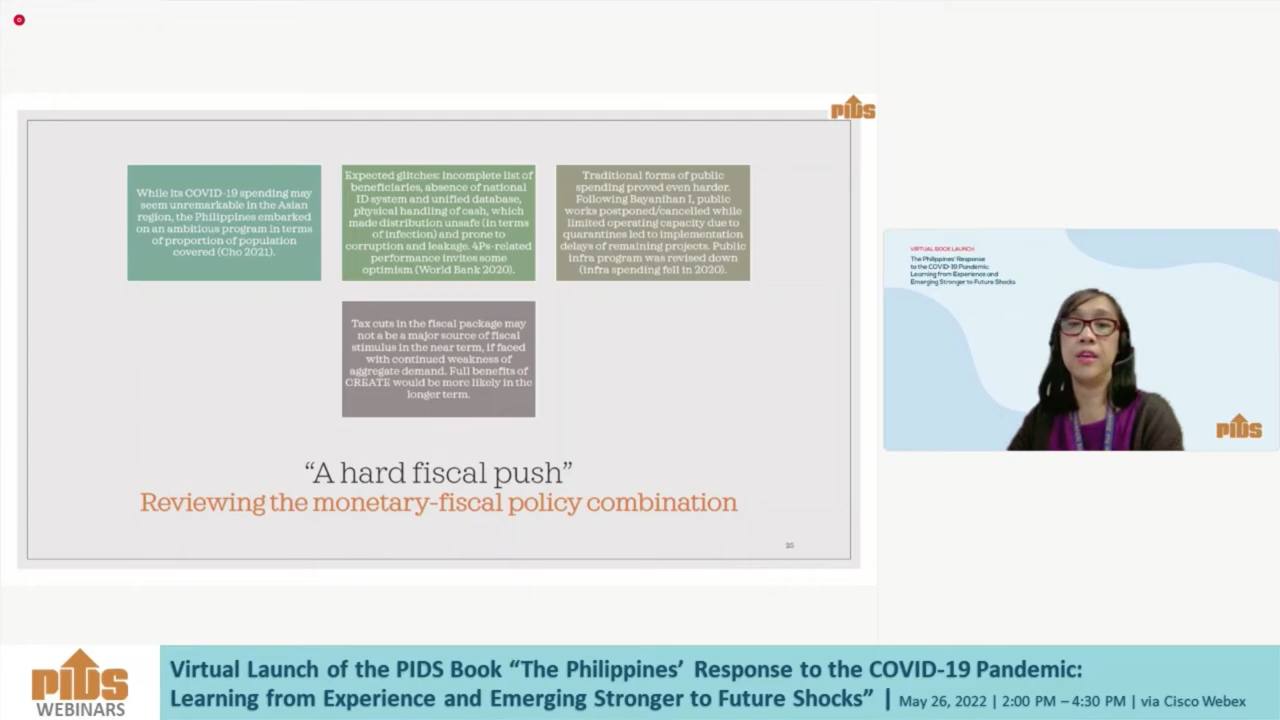 PIDS
While its COVID-19 spending may
seem unremarkable in the Asian
region, the Philippines embarked
on an ambitious program in terms
of proportion of population
covered (Cho 2021).
Expected glitches: incomplete list of
beneficiaries, absence of national
ID system and unified database,
physical handling of cash, which
made distribution unsafe (in terms
of infection) and prone to
corruption and leakage. 4Ps-related
performance invites some
optimism (World Bank 2020).
Traditional forms of public
spending proved even harder.
Following Bayanihan I, public
works postponed/cancelled while
limited operating capacity due to
quarantines led to implementation
delays of remaining projects. Public
infra program was revised down
(infra spending fell in 2020).
Tax cuts in the fiscal package may
not a be a major source of fiscal
stimulus in the near term, if faced
with continued weakness of
aggregate demand. Full benefits of
CREATE would be more likely in the
longer term.
“A hard fiscal push”
Reviewing the monetary-fiscal policy combination
25
VIRTUAL BOOK LAUNCH
The Philippines' Response
to the COVID-19 Pandemic:
Learning from Experience and
Emerging Stronger to Future Shocks
PIDS
PIDS
WEBINARS
Virtual Launch of the PIDS Book “The Philippines’ Response to the COVID-19 Pandemic:
Learning from Experience and Emerging Stronger to Future Shocks” | May 26, 2022 | 2:00 PM – 4:30 PM | via Cisco Webex